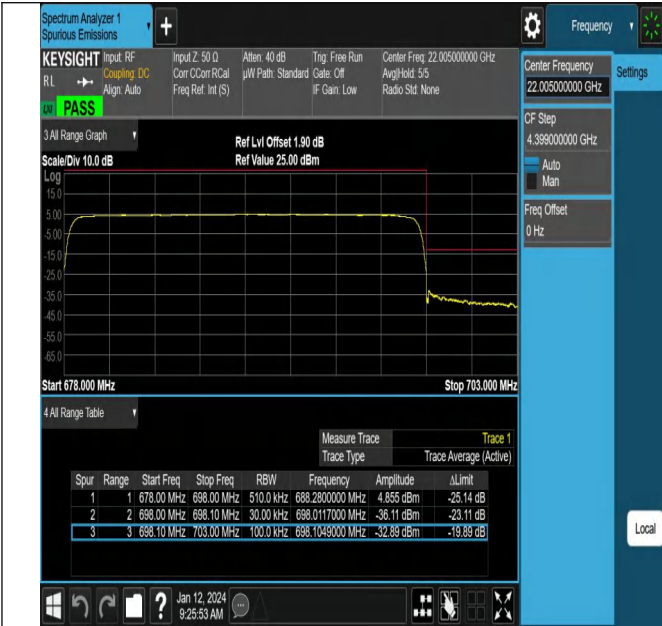 Spectrum Analyzer 1
Spurious Emissions
+
Frequency
KEYSIGHT
RL
PASS
Input: RF
Coupling: DC
Align: Auto
Input Z: 50 Ω
Corr CCorr RCal
Freq Ref: Int (S)
Atten: 40 dB
µW Path: Standard
Trig: Free Run
Gate: Off
IF Gain: Low
Center Freq: 22.005000000 GHz
Avg|Hold: 5/5
Radio Std: None
Center Frequency
22.005000000 GHz
Settings
CF Step
4.399000000 GHz
Auto
Man
Freq Offset
0 Hz
3 All Range Graph
Scale/Div 10.0 dB
Ref Lvl Offset 1.90 dB
Ref Value 25.00 dBm
Log
15.0
5.00
-5.00
-15.0
-25.0
-35.0
-45.0
-55.0
-65.0
Start 678.000 MHz
Stop 703.000 MHz
4 All Range Table
Measure Trace Trace 1
Trace Type Trace Average (Active)
Spur Range Start Freq Stop Freq RBW Frequency Amplitude ΔLimit
1 1 678.00 MHz 698.00 MHz 510.0 kHz 688.2800000 MHz 4.855 dBm -25.14 dB
2 2 698.00 MHz 698.10 MHz 30.00 kHz 698.0117000 MHz -36.11 dBm -23.11 dB
3 3 698.10 MHz 703.00 MHz 100.0 kHz 698.1049000 MHz -32.89 dBm -19.89 dB
Local
?
Jan 12, 2024
9:25:53 AM